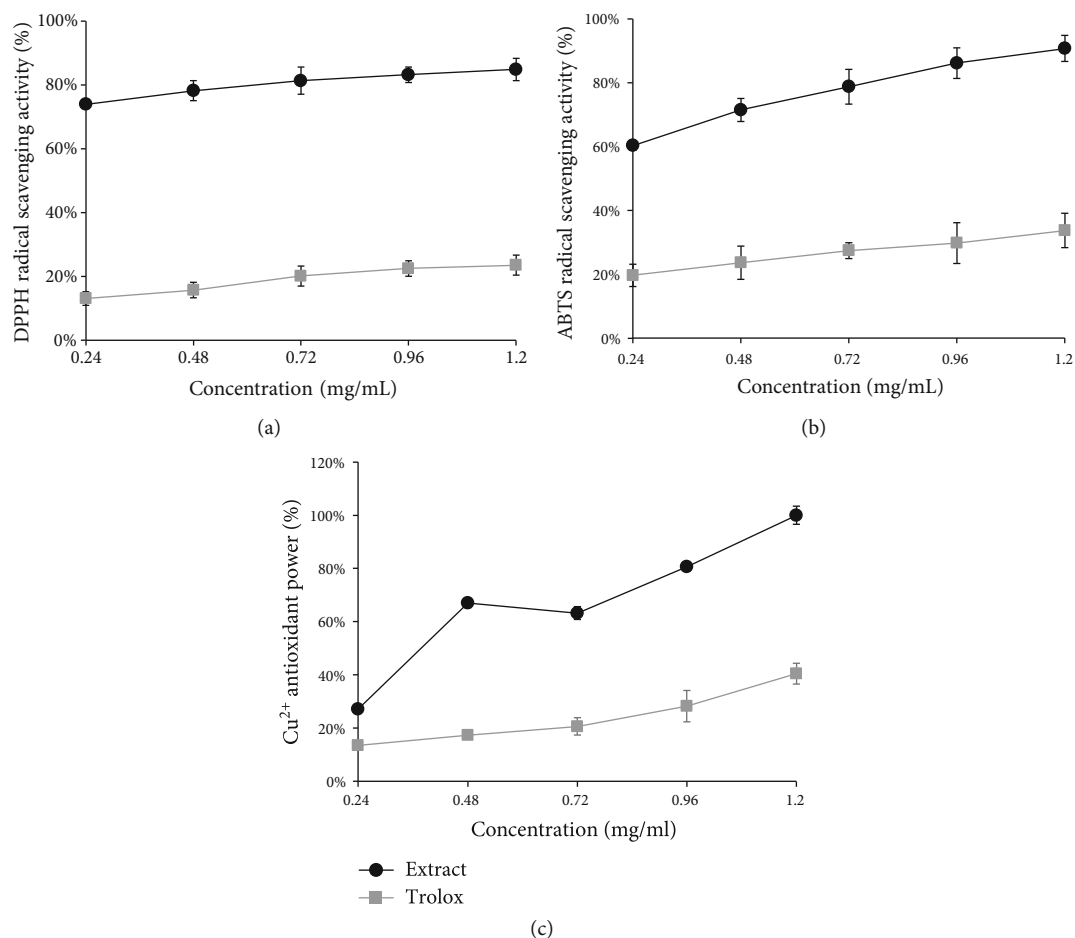 DPPH radical scavenging activity (%)
100%
80%
60%
40%
20%
0%
0.24 0.48 0.72 0.96 1.2
Concentration (mg/mL)
(a)
ABTS radical scavenging activity (%)
100%
80%
60%
40%
20%
0%
0.24 0.48 0.72 0.96 1.2
Concentration (mg/mL)
(b)
Cu²⁺ antioxidant power (%)
120%
100%
80%
60%
40%
20%
0%
0.24 0.48 0.72 0.96 1.2
Concentration (mg/ml)
Extract
Trolox
(c)